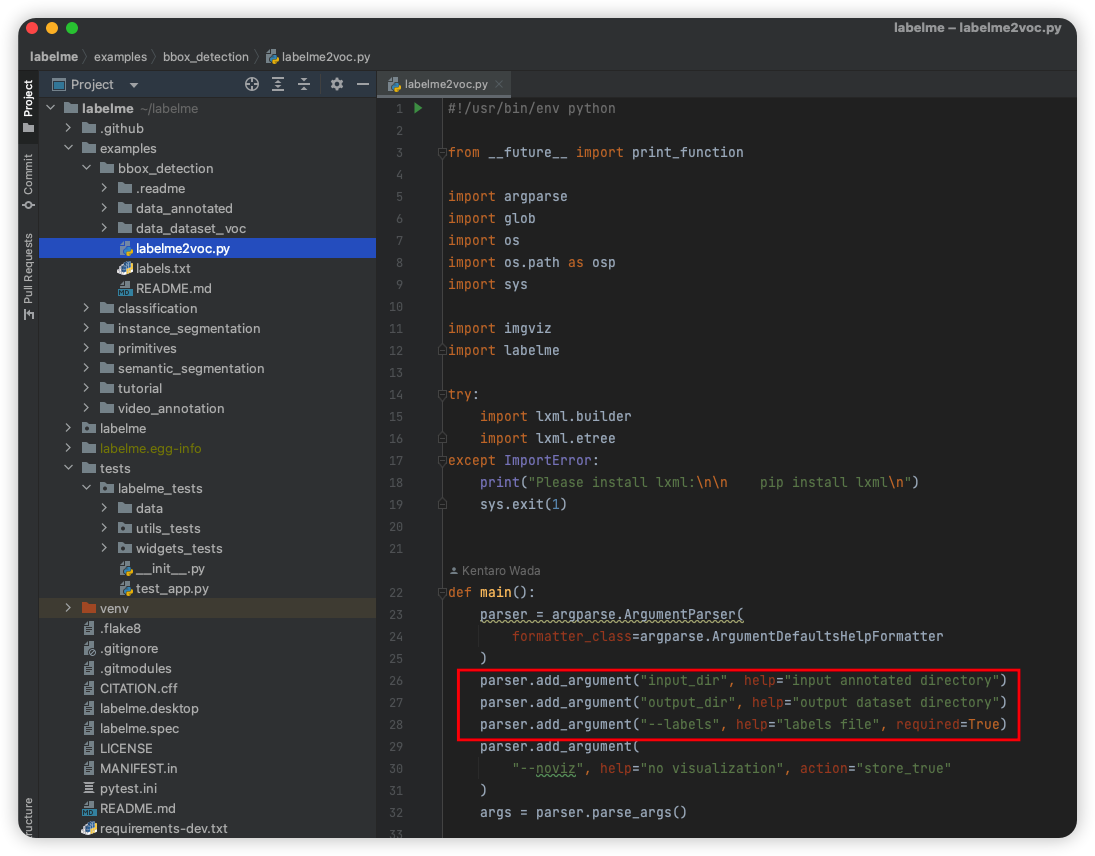 labelme – labelme2voc.py
labelme examples bbox_detection labelme2voc.py
Project
Commit
Pull Requests
ructure
Project
labelme ~/labelme
.github
examples
bbox_detection
.readme
data_annotated
data_dataset_voc
labelme2voc.py
labels.txt
README.md
classification
instance_segmentation
primitives
semantic_segmentation
tutorial
video_annotation
labelme
labelme.egg-info
tests
labelme_tests
data
utils_tests
widgets_tests
__init__.py
test_app.py
venv
.flake8
.gitignore
.gitmodules
CITATION.cff
labelme.desktop
labelme.spec
LICENSE
MANIFEST.in
pytest.ini
README.md
requirements-dev.txt
labelme2voc.py
1 #!/usr/bin/env python
2
3 from __future__ import print_function
4
5 import argparse
6 import glob
7 import os
8 import os.path as osp
9 import sys
10
11 import imgviz
12 import labelme
13
14 try:
15     import lxml.builder
16     import lxml.etree
17 except ImportError:
18     print("Please install lxml:\n\n    pip install lxml\n")
19     sys.exit(1)
20
21
Kentaro Wada
22 def main():
23     parser = argparse.ArgumentParser(
24         formatter_class=argparse.ArgumentDefaultsHelpFormatter
25     )
26     parser.add_argument("input_dir", help="input annotated directory")
27     parser.add_argument("output_dir", help="output dataset directory")
28     parser.add_argument("--labels", help="labels file", required=True)
29     parser.add_argument(
30         "--noviz", help="no visualization", action="store_true"
31     )
32     args = parser.parse_args()
33